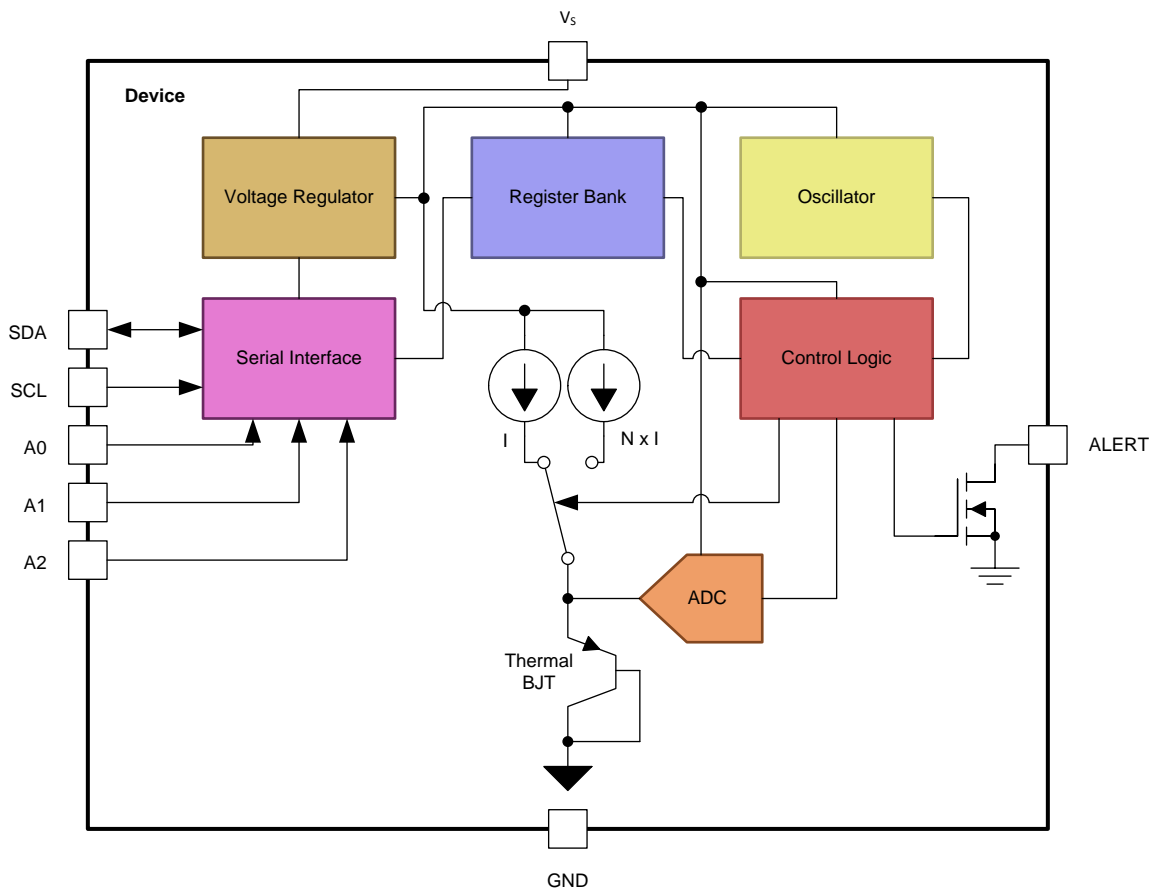 VS
Device
Voltage Regulator
Register Bank
Oscillator
SDA
Serial Interface
Control Logic
SCL
A0
I
N x I
ALERT
A1
A2
ADC
Thermal
BJT
GND